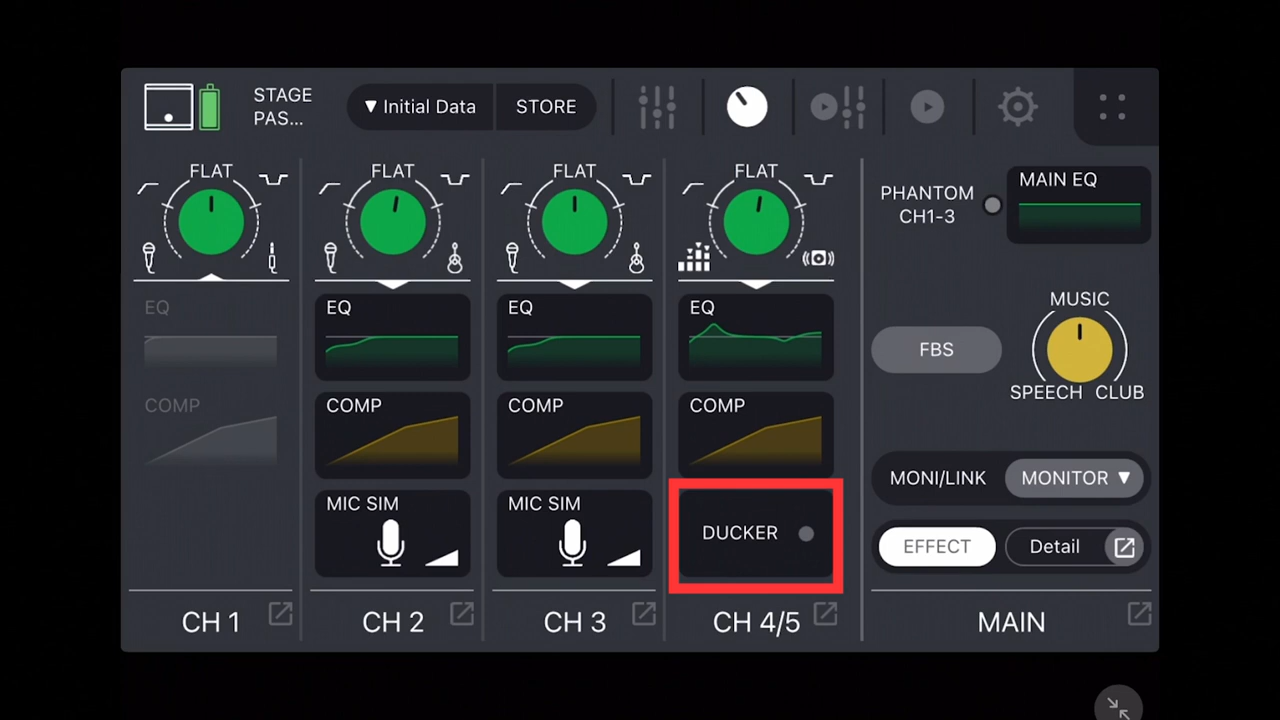 STAGE
PAS...
▼ Initial Data
STORE
FLAT
FLAT
FLAT
FLAT
PHANTOM
CH1-3
MAIN EQ
EQ
EQ
EQ
EQ
MUSIC
FBS
SPEECH CLUB
COMP
COMP
COMP
COMP
MONI/LINK
MONITOR ▼
MIC SIM
MIC SIM
DUCKER
EFFECT
Detail
CH 1
CH 2
CH 3
CH 4/5
MAIN